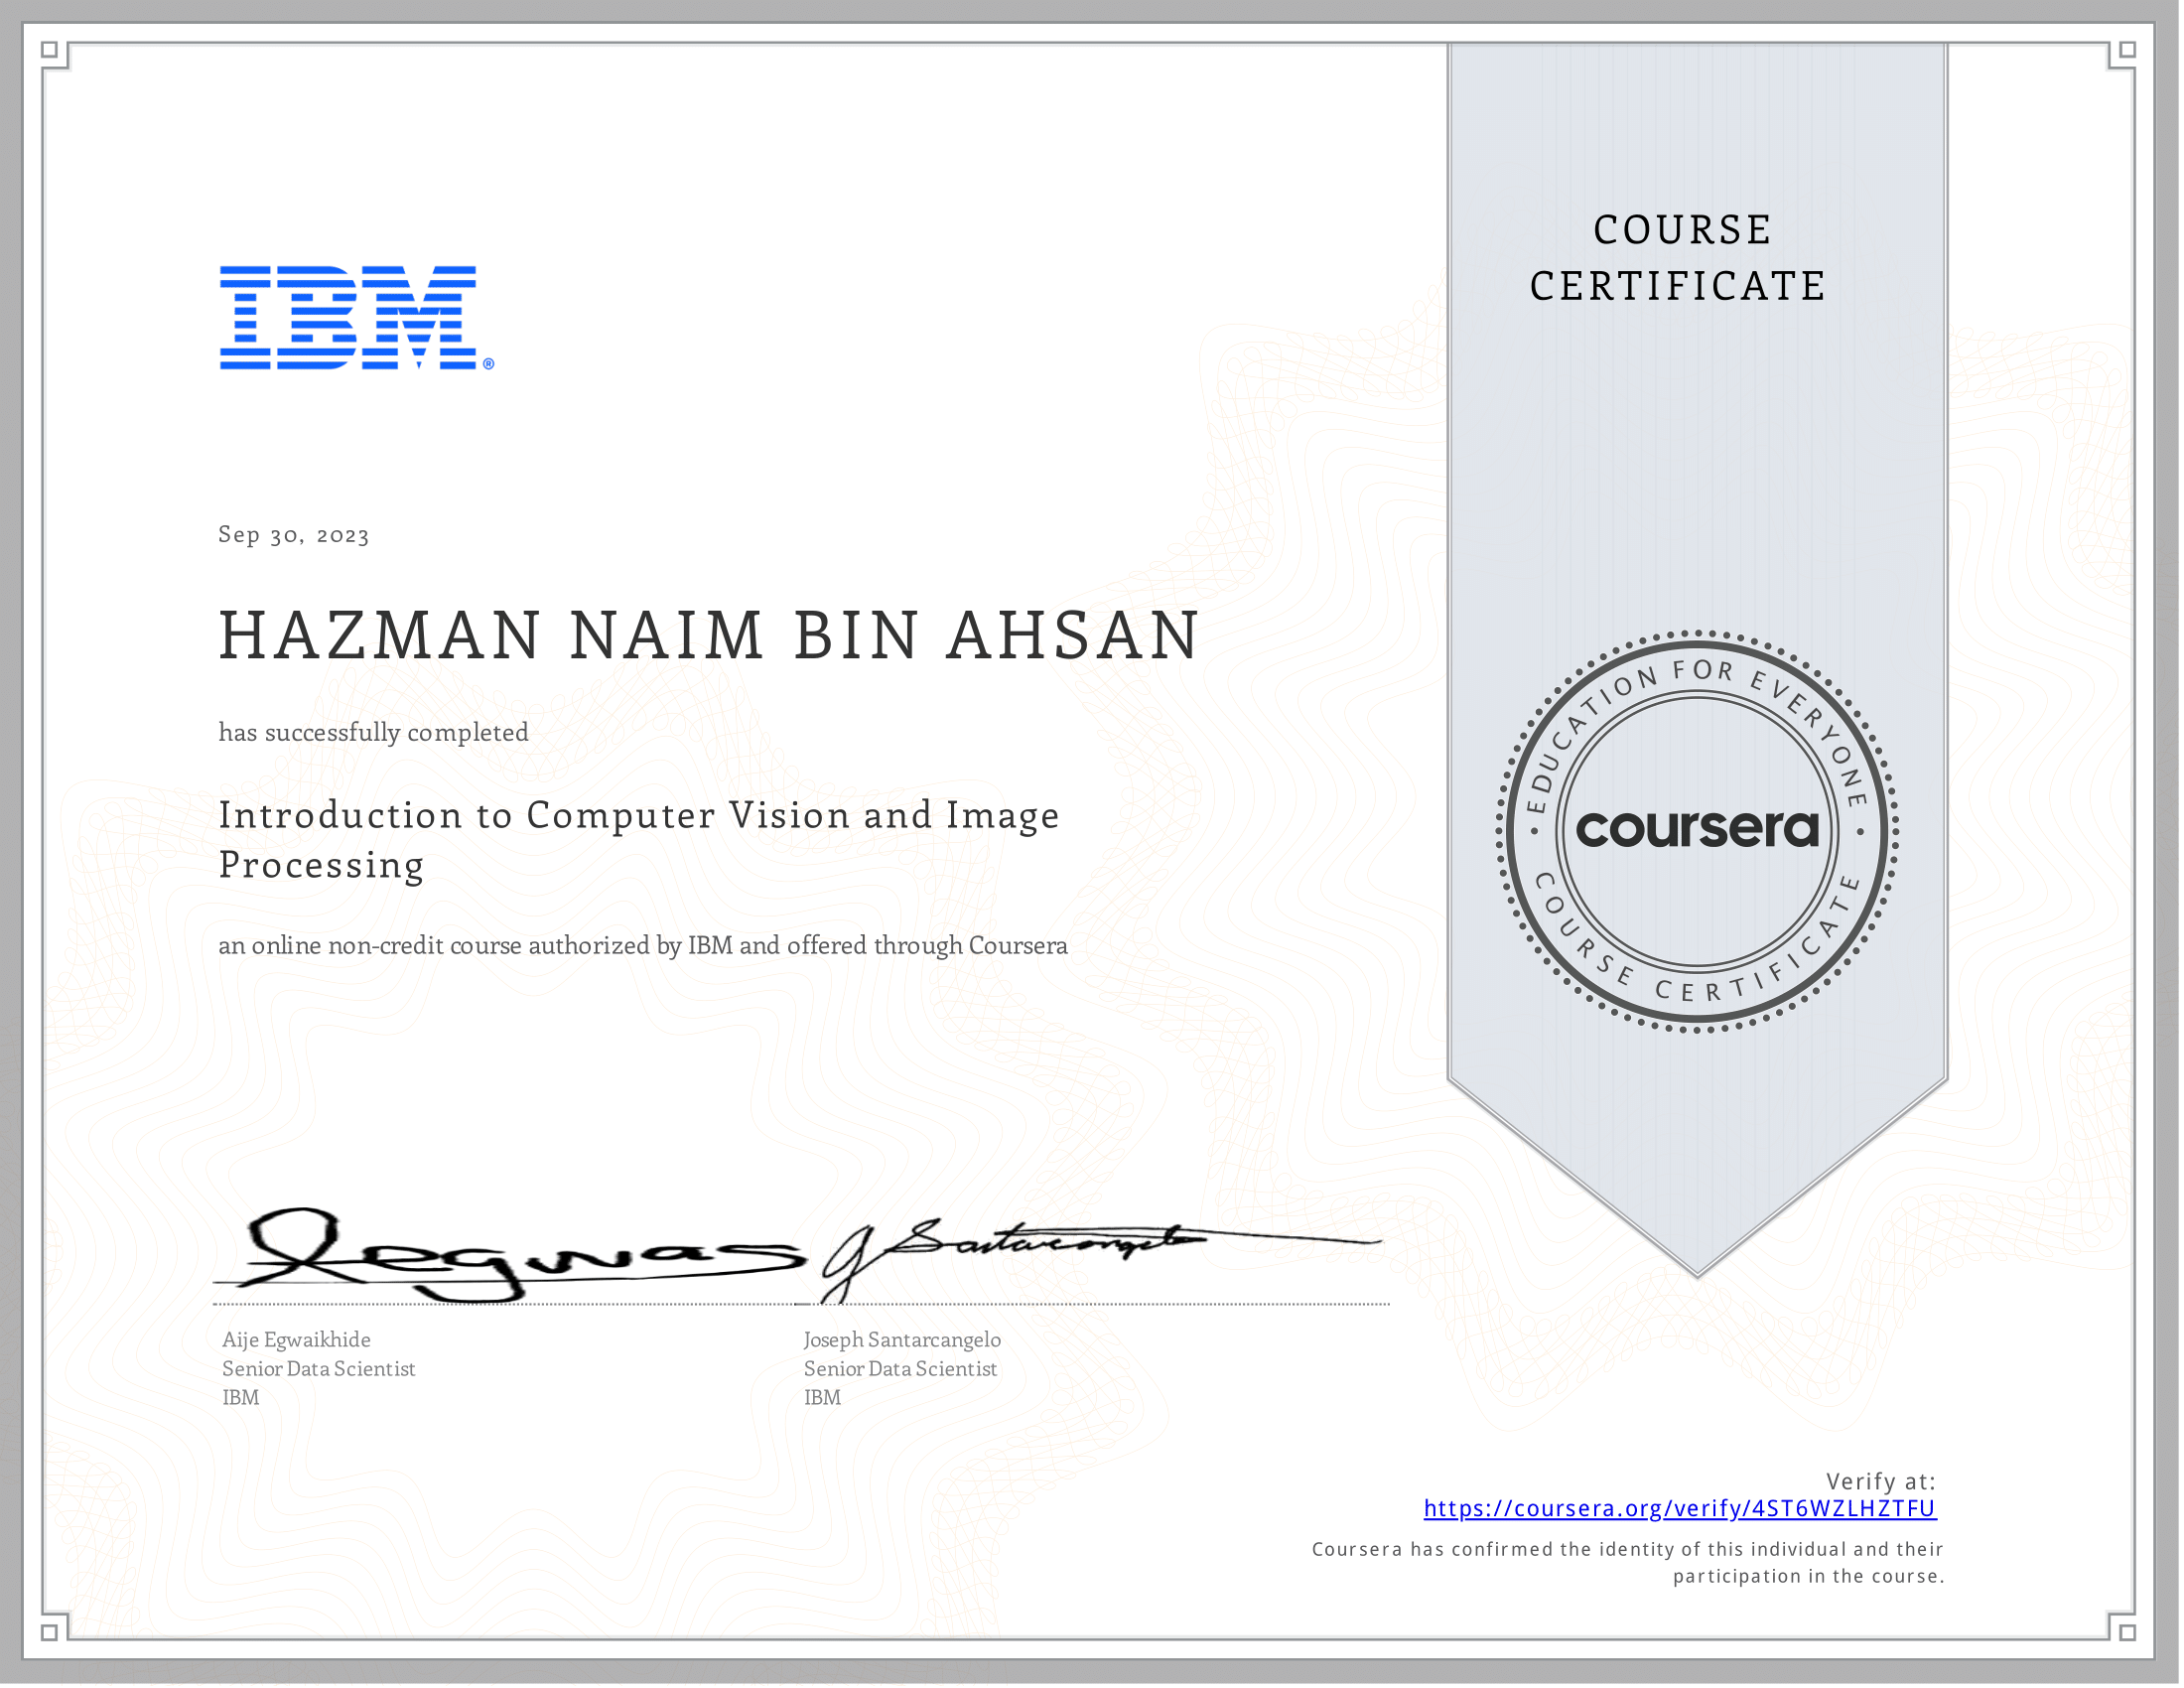 IBM®
COURSE
CERTIFICATE
Sep 30, 2023
HAZMAN NAIM BIN AHSAN
has successfully completed
Introduction to Computer Vision and Image
Processing
an online non-credit course authorized by IBM and offered through Coursera
EDUCATION FOR EVERYONE
coursera
COURSE CERTIFICATE
Aije Egwaikhide
Senior Data Scientist
IBM
J Santarcangelo
Joseph Santarcangelo
Senior Data Scientist
IBM
Verify at:
https://coursera.org/verify/4ST6WZLHZTFU
Coursera has confirmed the identity of this individual and their
participation in the course.